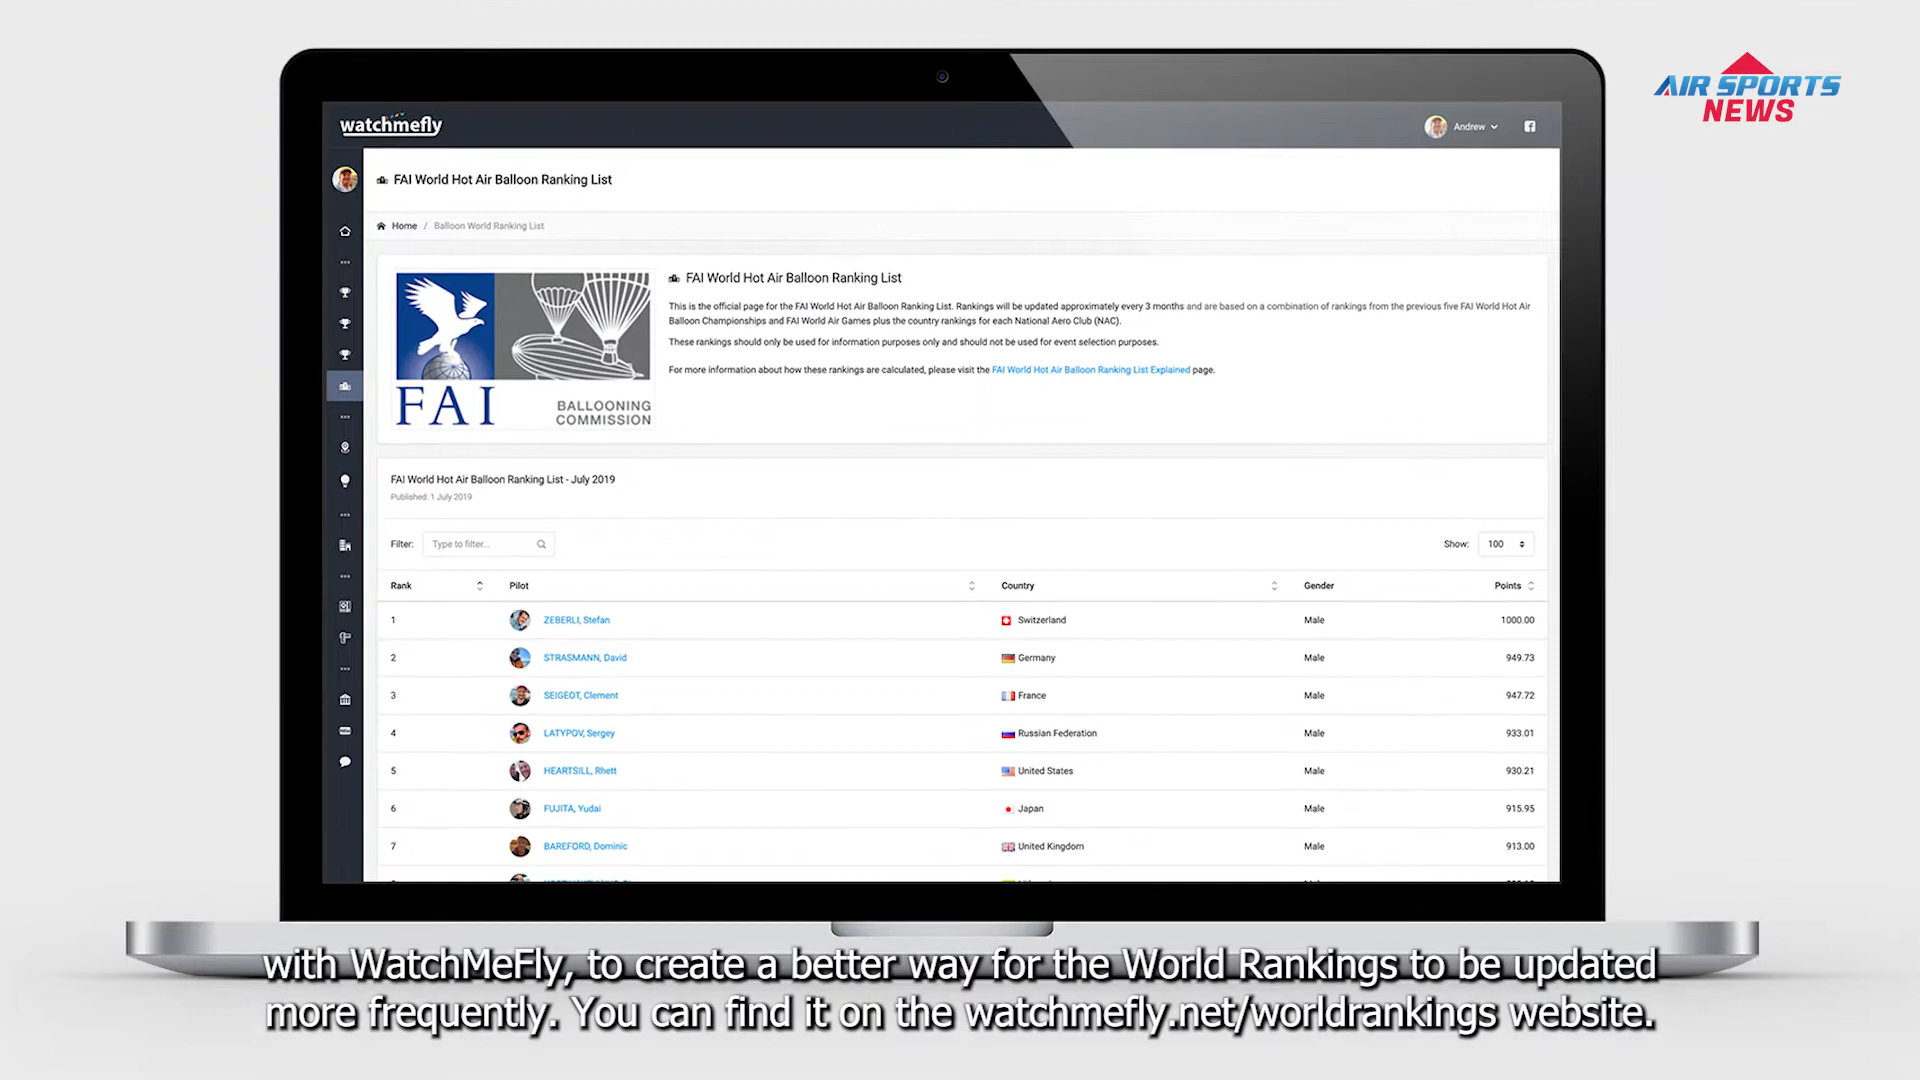 AIR SPORTS
NEWS
watchmefly
Andrew
FAI World Hot Air Balloon Ranking List
Home / Balloon World Ranking List
FAI
BALLOONING
COMMISSION
FAI World Hot Air Balloon Ranking List
This is the official page for the FAI World Hot Air Balloon Ranking List. Rankings will be updated approximately every 3 months and are based on a combination of rankings from the previous five FAI World Hot Air
Balloon Championships and FAI World Air Games plus the country rankings for each National Aero Club (NAC).
These rankings should only be used for information purposes only and should not be used for event selection purposes.
For more information about how these rankings are calculated, please visit the FAI World Hot Air Balloon Ranking List Explained page.
FAI World Hot Air Balloon Ranking List - July 2019
Published: 1 July 2019
Filter: Type to filter... Show: 100
Rank Pilot Country Gender Points
1 ZEBERLI, Stefan Switzerland Male 1000.00
2 STRASMANN, David Germany Male 949.73
3 SEIGEOT, Clement France Male 947.72
4 LATYPOV, Sergey Russian Federation Male 933.01
5 HEARTSILL, Rhett United States Male 930.21
6 FUJITA, Yudai Japan Male 915.95
7 BAREFORD, Dominic United Kingdom Male 913.00
with WatchMeFly, to create a better way for the World Rankings to be updated
more frequently. You can find it on the watchmefly.net/worldrankings website.